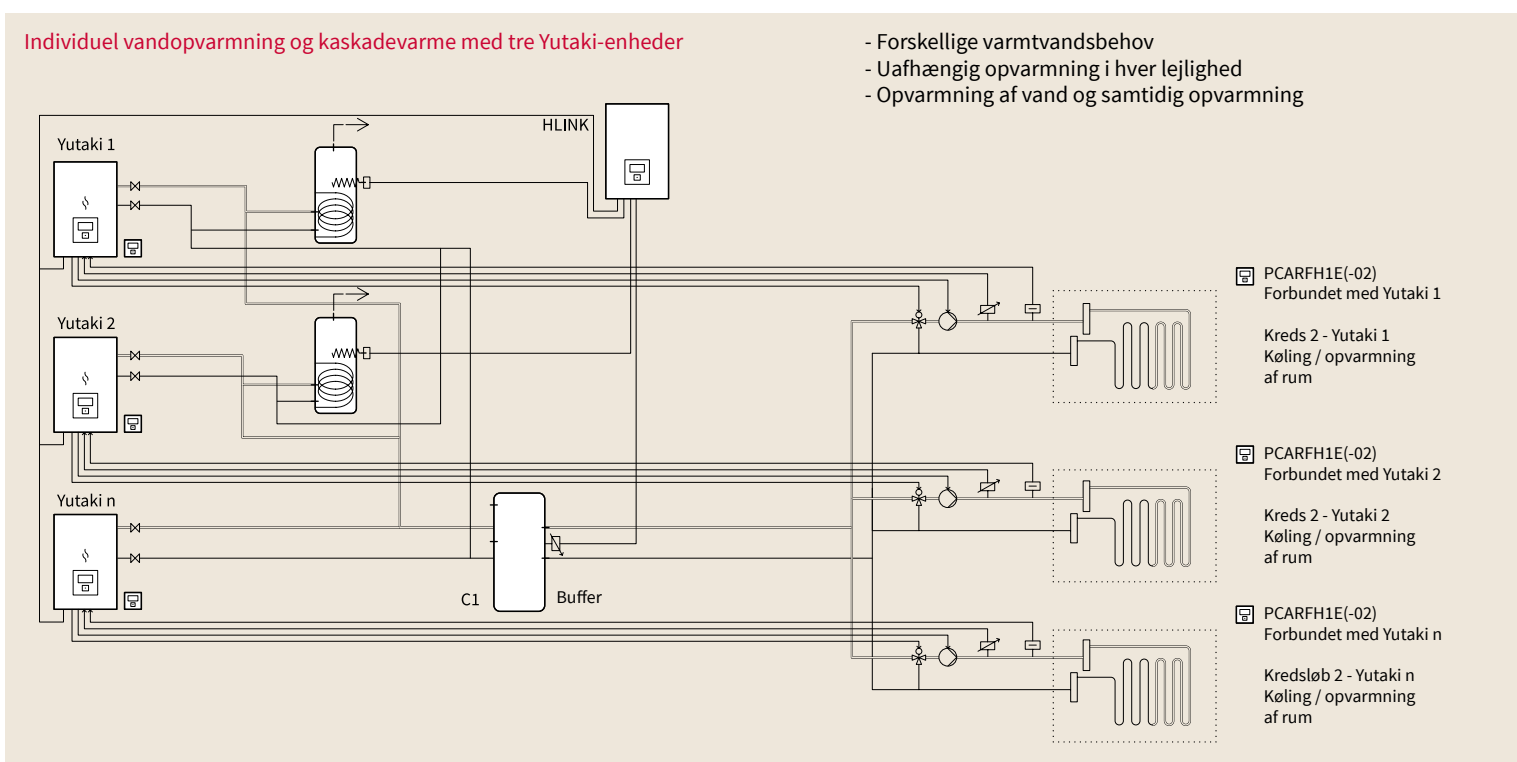 Individuel vandopvarmning og kaskadevarme med tre Yutaki-enheder
- Forskellige varmtvandsbehov
- Uafhængig opvarmning i hver lejlighed
- Opvarmning af vand og samtidig opvarmning
HLINK
Yutaki 1
Yutaki 2
Yutaki n
C1
Buffer
PCARFH1E(-02)
Forbundet med Yutaki 1
Kreds 2 - Yutaki 1
Køling / opvarmning
af rum
PCARFH1E(-02)
Forbundet med Yutaki 2
Kreds 2 - Yutaki 2
Køling / opvarmning
af rum
PCARFH1E(-02)
Forbundet med Yutaki n
Kredsløb 2 - Yutaki n
Køling / opvarmning
af rum